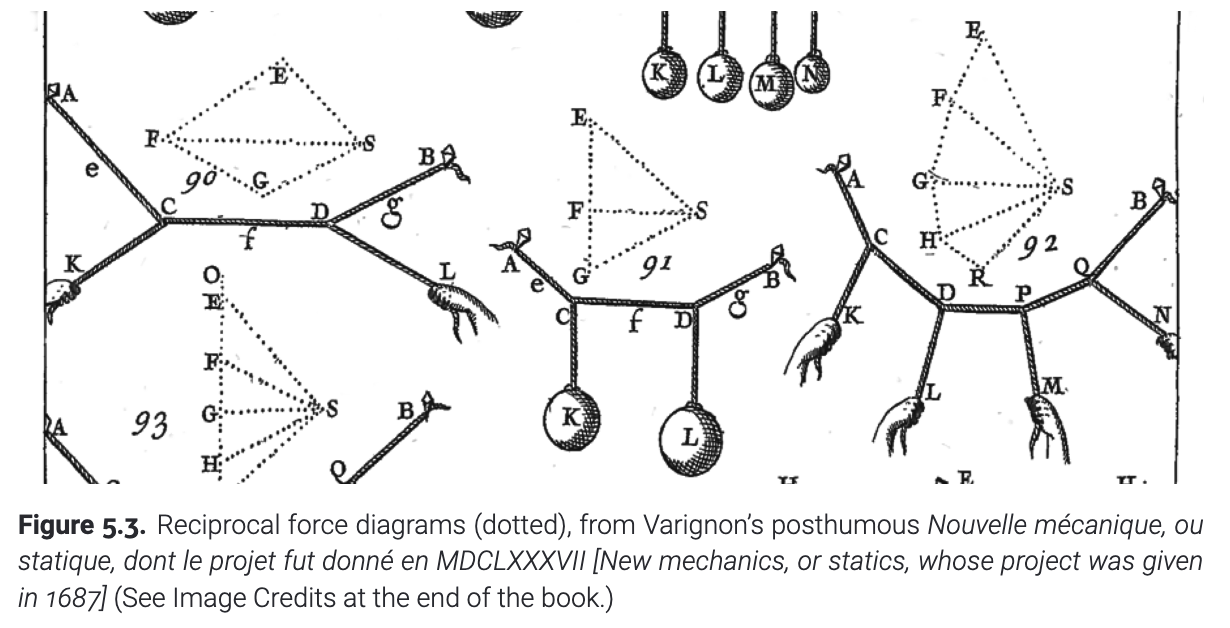 K L M N
E
A
E
F
S
B
E
F
e
90
G
g
A
C
D
G
S
F
S
f
B
K
L
G
91
H
92
C
A
B
R
O
e
Q
E
C
f
D
g
D
P
K
N
F
L
M
G
S
B
K
93
A
L
H
Q
H
E
H
Figure 5.3. Reciprocal force diagrams (dotted), from Varignon’s posthumous Nouvelle mécanique, ou
statique, dont le projet fut donné en MDCLXXXVII [New mechanics, or statics, whose project was given
in 1687] (See Image Credits at the end of the book.)